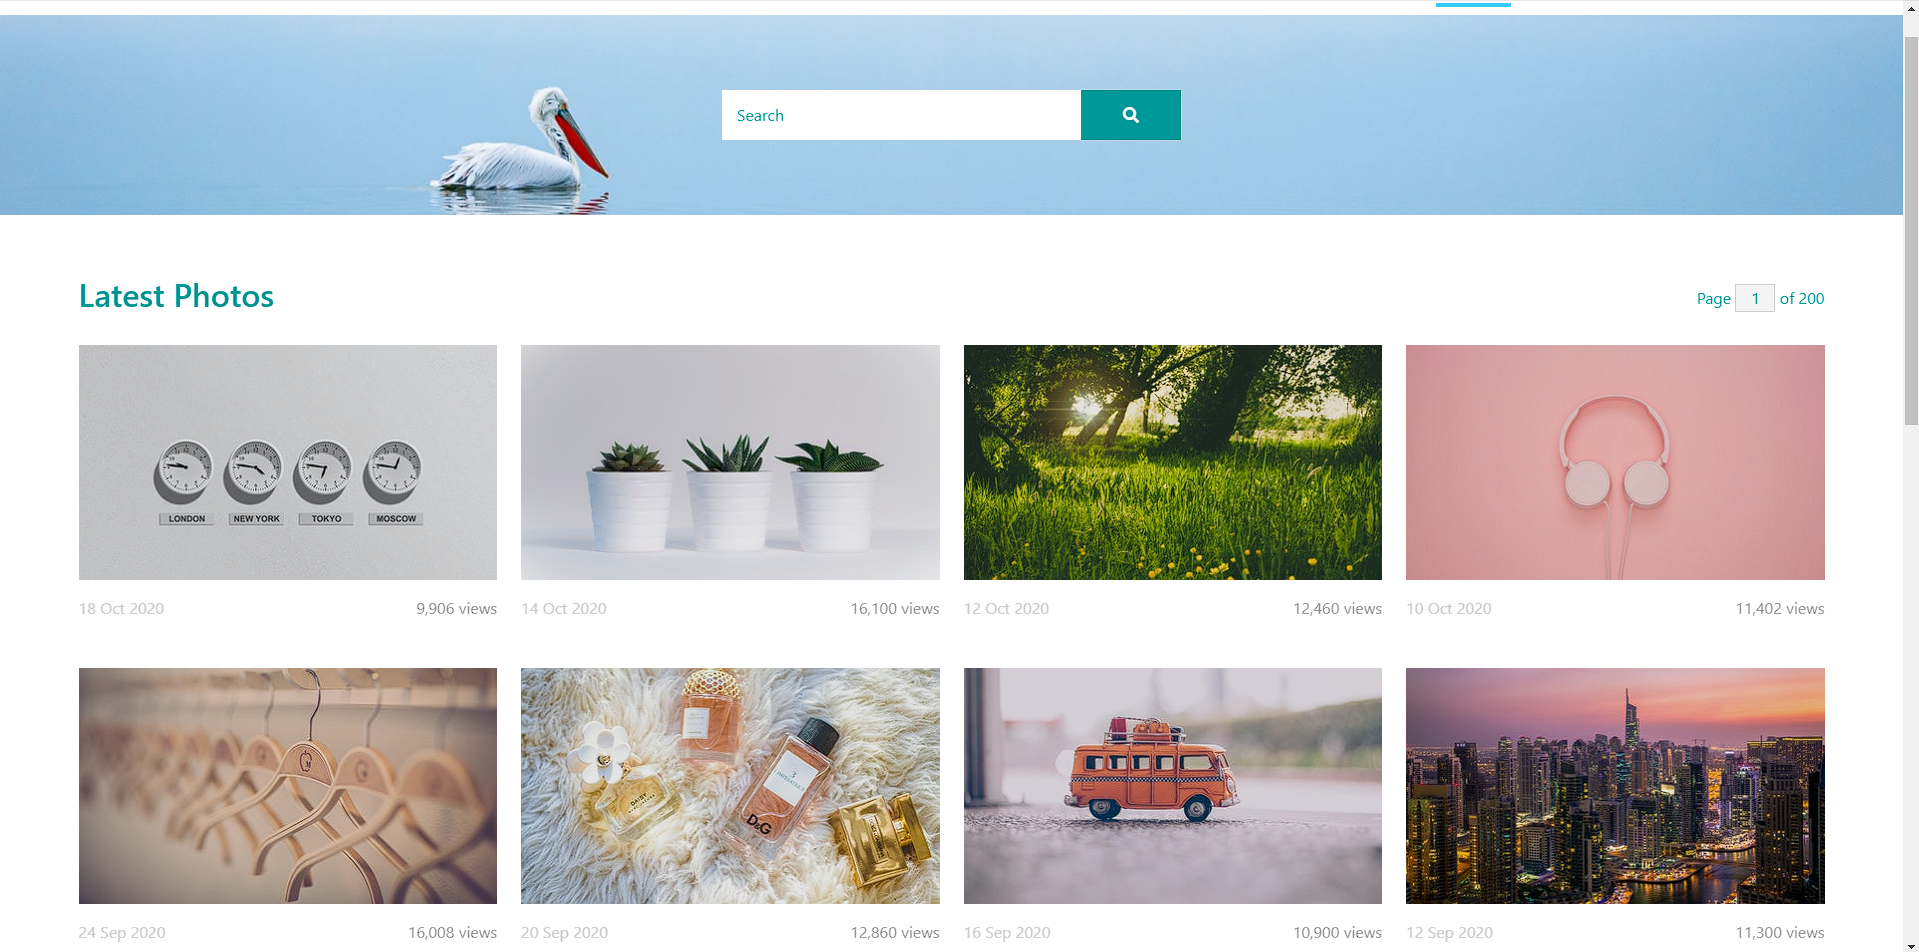 Search
Latest Photos
Page 1 of 200
LONDON NEW YORK TOKYO MOSCOW
18 Oct 2020 9,906 views
14 Oct 2020 16,100 views
12 Oct 2020 12,460 views
10 Oct 2020 11,402 views
DAISY
3
D&G
24 Sep 2020 16,008 views
20 Sep 2020 12,860 views
16 Sep 2020 10,900 views
12 Sep 2020 11,300 views